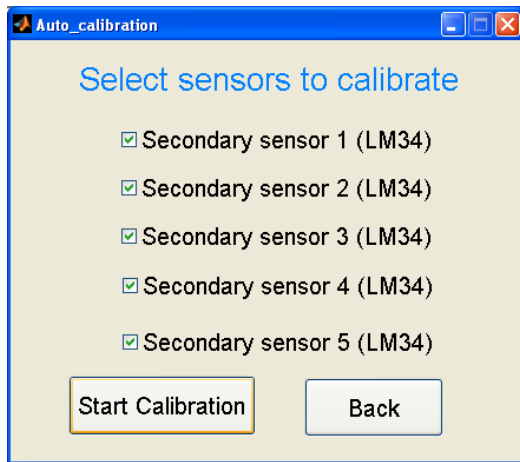 Auto_calibration
Select sensors to calibrate
Secondary sensor 1 (LM34)
Secondary sensor 2 (LM34)
Secondary sensor 3 (LM34)
Secondary sensor 4 (LM34)
Secondary sensor 5 (LM34)
Start Calibration Back